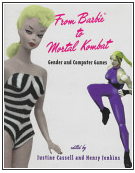 From Barbie®
to
Mortal Kombat
Gender and Computer Games
edited
by
Justine Cassell and Henry Jenkins